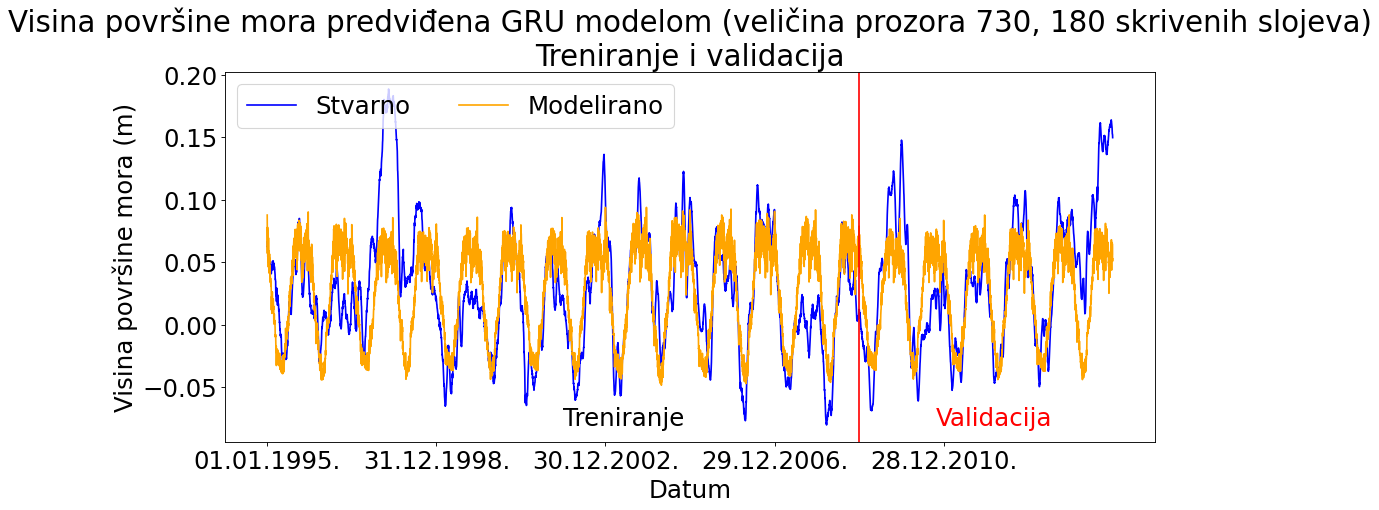 Visina površine mora predviđena GRU modelom (veličina prozora 730, 180 skrivenih slojeva)
Treniranje i validacija
Visina površine mora (m)
0.20
0.15
0.10
0.05
0.00
−0.05
Stvarno
Modelirano
Treniranje
Validacija
01.01.1995.
31.12.1998.
30.12.2002.
29.12.2006.
28.12.2010.
Datum